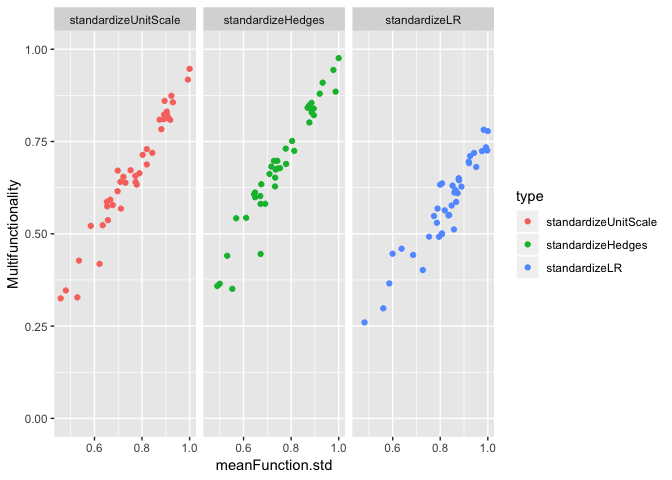 standardizeUnitScale standardizeHedges standardizeLR
1.00
0.75
0.50
0.25
0.00
Multifunctionality
0.6 0.8 1.0 0.6 0.8 1.0 0.6 0.8 1.0
meanFunction.std
type
standardizeUnitScale
standardizeHedges
standardizeLR